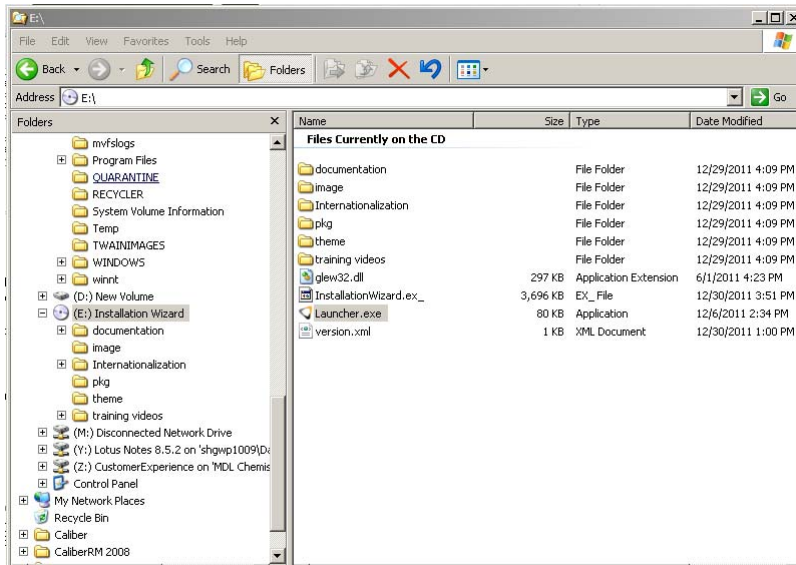 E:\
File Edit View Favorites Tools Help
Back Search Folders
Address E:\ Go
Folders
mvfslogs
Program Files
QUARANTINE
RECYCLER
System Volume Information
Temp
TWAINIMAGES
WINDOWS
winnt
(D:) New Volume
(E:) Installation Wizard
documentation
image
Internationalization
pkg
theme
training videos
(M:) Disconnected Network Drive
(Y:) Lotus Notes 8.5.2 on 'shgwp1009\Da
(Z:) CustomerExperience on 'MDL Chemis
Control Panel
My Network Places
Recycle Bin
Caliber
CaliberRM 2008
Name Size Type Date Modified
Files Currently on the CD
documentation File Folder 12/29/2011 4:09 PM
image File Folder 12/29/2011 4:09 PM
Internationalization File Folder 12/29/2011 4:09 PM
pkg File Folder 12/29/2011 4:09 PM
theme File Folder 12/29/2011 4:09 PM
training videos File Folder 12/29/2011 4:09 PM
glew32.dll 297 KB Application Extension 6/1/2011 4:23 PM
InstallationWizard.ex_ 3,696 KB EX_ File 12/30/2011 3:51 PM
Launcher.exe 80 KB Application 12/6/2011 2:34 PM
version.xml 1 KB XML Document 12/30/2011 1:00 PM